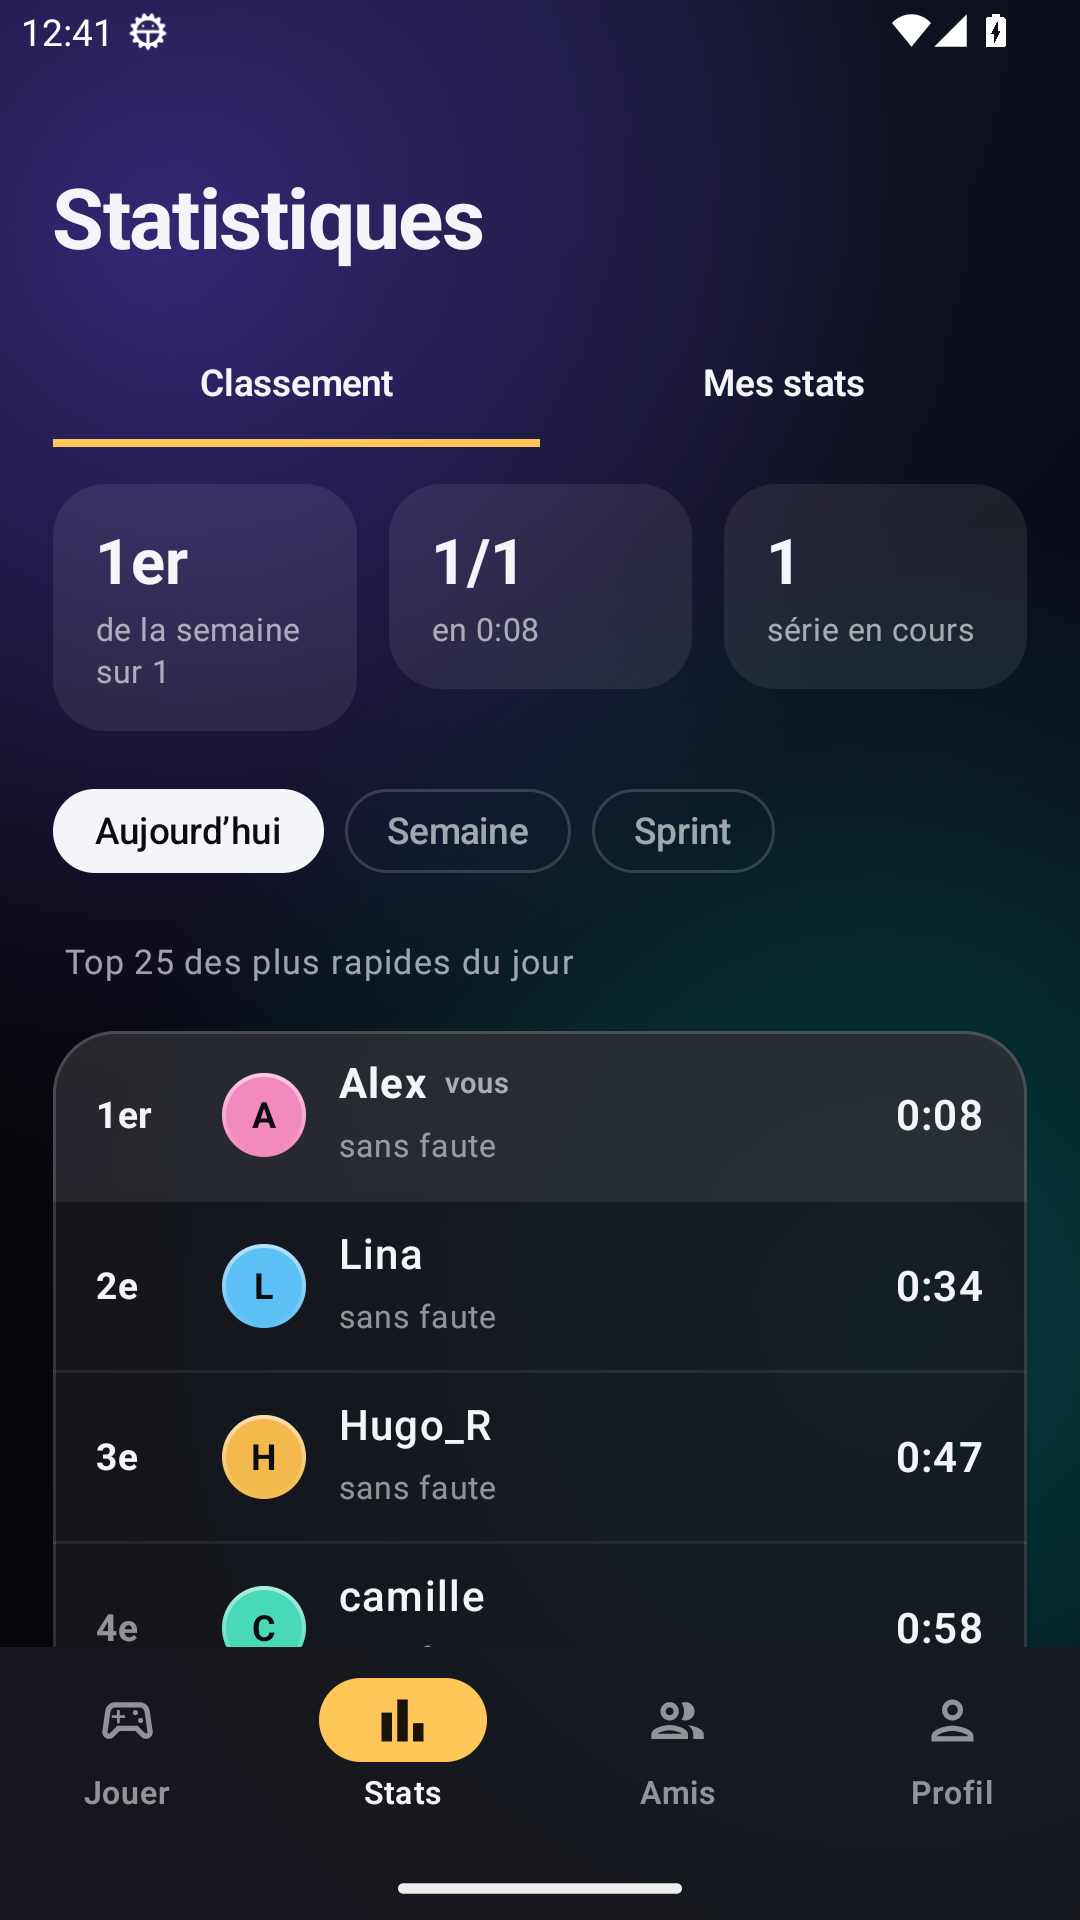 12:41
Statistiques
Classement
Mes stats
1er
de la semaine
sur 1
1/1
en 0:08
1
série en cours
Aujourd’hui
Semaine
Sprint
Top 25 des plus rapides du jour
1er
A
Alex vous
sans faute
0:08
2e
L
Lina
sans faute
0:34
3e
H
Hugo_R
sans faute
0:47
4e
C
camille
0:58
Jouer
Stats
Amis
Profil